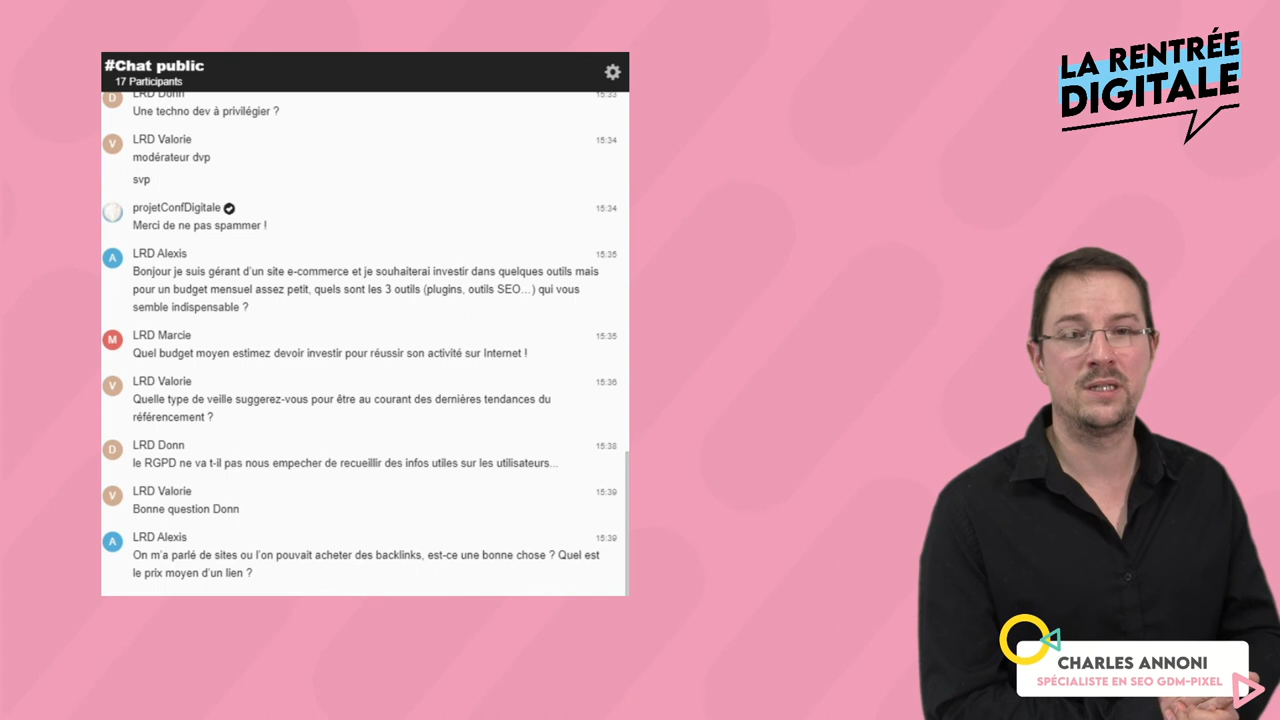 #Chat public
17 Participants
LRD Donn 15:33
Une techno dev à privilégier ?
LRD Valorie 15:34
modérateur dvp
svp
projetConfDigitale 15:34
Merci de ne pas spammer !
LRD Alexis 15:35
Bonjour je suis gérant d'un site e-commerce et je souhaiterai investir dans quelques outils mais
pour un budget mensuel assez petit, quels sont les 3 outils (plugins, outils SEO...) qui vous
semble indispensable ?
LRD Marcie 15:35
Quel budget moyen estimez devoir investir pour réussir son activité sur Internet !
LRD Valorie 15:36
Quelle type de veille suggerez-vous pour être au courant des dernières tendances du
référencement ?
LRD Donn 15:38
le RGPD ne va t-il pas nous empecher de recueillir des infos utiles sur les utilisateurs...
LRD Valorie 15:39
Bonne question Donn
LRD Alexis 15:39
On m'a parlé de sites ou l'on pouvait acheter des backlinks, est-ce une bonne chose ? Quel est
le prix moyen d'un lien ?
D
V
A
M
V
D
V
A
LA RENTRÉE
DIGITALE
CHARLES ANNONI
SPÉCIALISTE EN SEO GDM-PIXEL